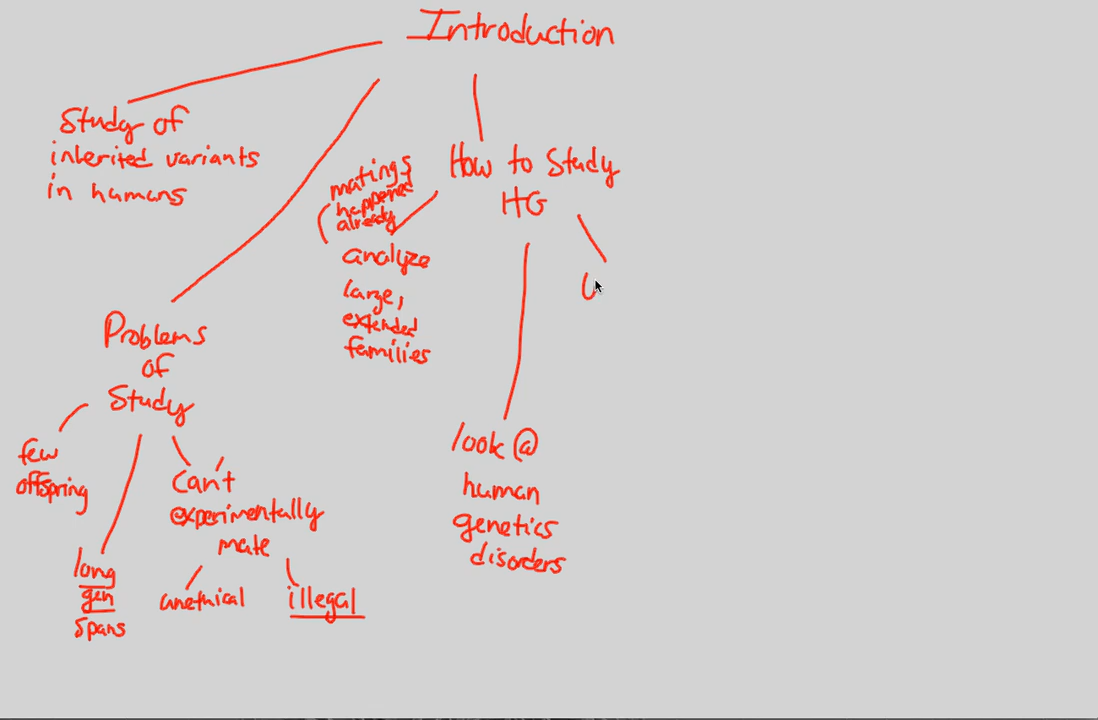 Introduction
Study of
inherited variants
in humans
Problems
of
Study
few
offspring
long
gen
spans
Can't
experimentally
mate
unethical
illegal
How to Study
HG
matings
happened
already
analyze
large,
extended
families
look @
human
genetics
disorders